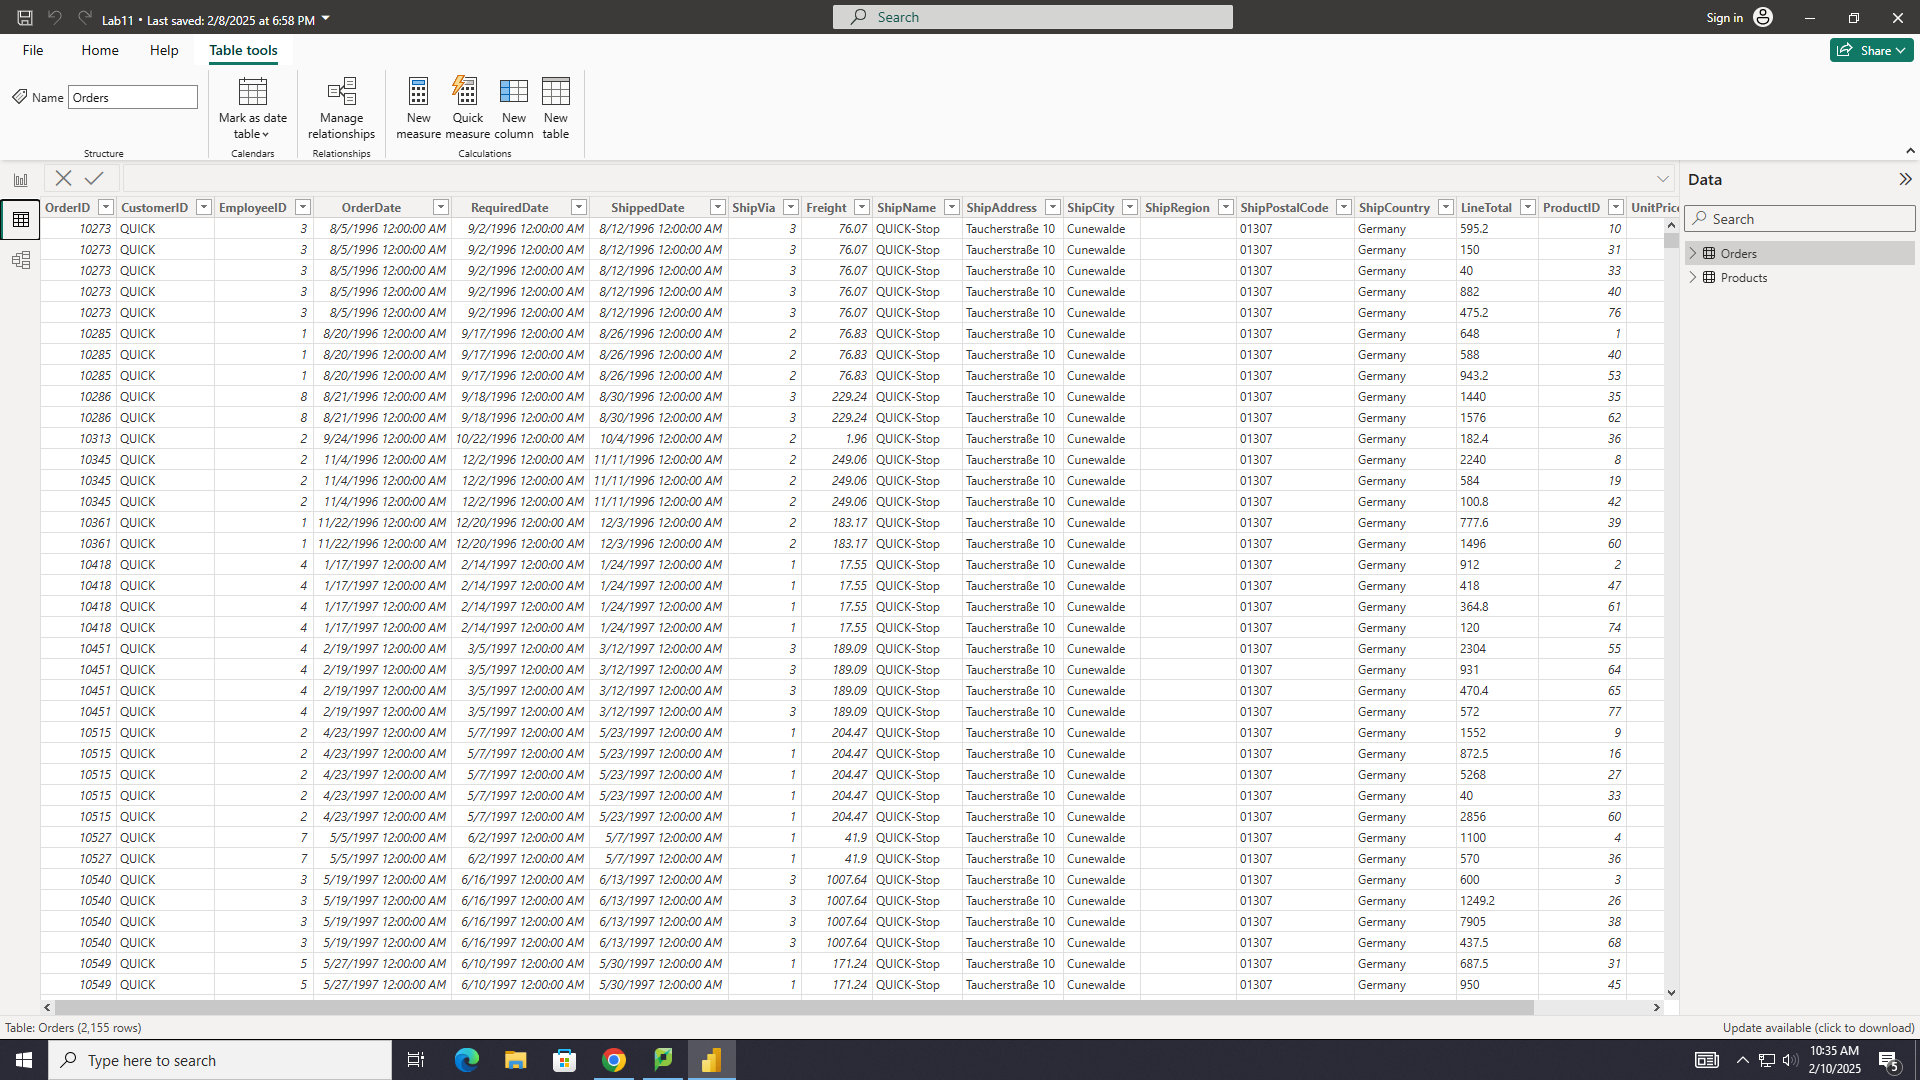 Lab11 • Last saved: 2/8/2025 at 6:58 PM
Search
Sign in
File Home Help Table tools
Share
Name Orders
Mark as date table
Manage relationships
New measure
Quick measure
New column
New table
Structure Calendars Relationships Calculations
OrderID CustomerID EmployeeID OrderDate RequiredDate ShippedDate ShipVia Freight ShipName ShipAddress ShipCity ShipRegion ShipPostalCode ShipCountry LineTotal ProductID UnitPric
10273 QUICK 3 8/5/1996 12:00:00 AM 9/2/1996 12:00:00 AM 8/12/1996 12:00:00 AM 3 76.07 QUICK-Stop Taucherstraße 10 Cunewalde 01307 Germany 595.2 10
10273 QUICK 3 8/5/1996 12:00:00 AM 9/2/1996 12:00:00 AM 8/12/1996 12:00:00 AM 3 76.07 QUICK-Stop Taucherstraße 10 Cunewalde 01307 Germany 150 31
10273 QUICK 3 8/5/1996 12:00:00 AM 9/2/1996 12:00:00 AM 8/12/1996 12:00:00 AM 3 76.07 QUICK-Stop Taucherstraße 10 Cunewalde 01307 Germany 40 33
10273 QUICK 3 8/5/1996 12:00:00 AM 9/2/1996 12:00:00 AM 8/12/1996 12:00:00 AM 3 76.07 QUICK-Stop Taucherstraße 10 Cunewalde 01307 Germany 882 40
10273 QUICK 3 8/5/1996 12:00:00 AM 9/2/1996 12:00:00 AM 8/12/1996 12:00:00 AM 3 76.07 QUICK-Stop Taucherstraße 10 Cunewalde 01307 Germany 475.2 76
10285 QUICK 1 8/20/1996 12:00:00 AM 9/17/1996 12:00:00 AM 8/26/1996 12:00:00 AM 2 76.83 QUICK-Stop Taucherstraße 10 Cunewalde 01307 Germany 648 1
10285 QUICK 1 8/20/1996 12:00:00 AM 9/17/1996 12:00:00 AM 8/26/1996 12:00:00 AM 2 76.83 QUICK-Stop Taucherstraße 10 Cunewalde 01307 Germany 588 40
10285 QUICK 1 8/20/1996 12:00:00 AM 9/17/1996 12:00:00 AM 8/26/1996 12:00:00 AM 2 76.83 QUICK-Stop Taucherstraße 10 Cunewalde 01307 Germany 943.2 53
10286 QUICK 8 8/21/1996 12:00:00 AM 9/18/1996 12:00:00 AM 8/30/1996 12:00:00 AM 3 229.24 QUICK-Stop Taucherstraße 10 Cunewalde 01307 Germany 1440 35
10286 QUICK 8 8/21/1996 12:00:00 AM 9/18/1996 12:00:00 AM 8/30/1996 12:00:00 AM 3 229.24 QUICK-Stop Taucherstraße 10 Cunewalde 01307 Germany 1576 62
10313 QUICK 2 9/24/1996 12:00:00 AM 10/22/1996 12:00:00 AM 10/4/1996 12:00:00 AM 2 1.96 QUICK-Stop Taucherstraße 10 Cunewalde 01307 Germany 182.4 36
10345 QUICK 2 11/4/1996 12:00:00 AM 12/2/1996 12:00:00 AM 11/11/1996 12:00:00 AM 2 249.06 QUICK-Stop Taucherstraße 10 Cunewalde 01307 Germany 2240 8
10345 QUICK 2 11/4/1996 12:00:00 AM 12/2/1996 12:00:00 AM 11/11/1996 12:00:00 AM 2 249.06 QUICK-Stop Taucherstraße 10 Cunewalde 01307 Germany 584 19
10345 QUICK 2 11/4/1996 12:00:00 AM 12/2/1996 12:00:00 AM 11/11/1996 12:00:00 AM 2 249.06 QUICK-Stop Taucherstraße 10 Cunewalde 01307 Germany 100.8 42
10361 QUICK 1 11/22/1996 12:00:00 AM 12/20/1996 12:00:00 AM 12/3/1996 12:00:00 AM 2 183.17 QUICK-Stop Taucherstraße 10 Cunewalde 01307 Germany 777.6 39
10361 QUICK 1 11/22/1996 12:00:00 AM 12/20/1996 12:00:00 AM 12/3/1996 12:00:00 AM 2 183.17 QUICK-Stop Taucherstraße 10 Cunewalde 01307 Germany 1496 60
10418 QUICK 4 1/17/1997 12:00:00 AM 2/14/1997 12:00:00 AM 1/24/1997 12:00:00 AM 1 17.55 QUICK-Stop Taucherstraße 10 Cunewalde 01307 Germany 912 2
10418 QUICK 4 1/17/1997 12:00:00 AM 2/14/1997 12:00:00 AM 1/24/1997 12:00:00 AM 1 17.55 QUICK-Stop Taucherstraße 10 Cunewalde 01307 Germany 418 47
10418 QUICK 4 1/17/1997 12:00:00 AM 2/14/1997 12:00:00 AM 1/24/1997 12:00:00 AM 1 17.55 QUICK-Stop Taucherstraße 10 Cunewalde 01307 Germany 364.8 61
10418 QUICK 4 1/17/1997 12:00:00 AM 2/14/1997 12:00:00 AM 1/24/1997 12:00:00 AM 1 17.55 QUICK-Stop Taucherstraße 10 Cunewalde 01307 Germany 120 74
10451 QUICK 4 2/19/1997 12:00:00 AM 3/5/1997 12:00:00 AM 3/12/1997 12:00:00 AM 3 189.09 QUICK-Stop Taucherstraße 10 Cunewalde 01307 Germany 2304 55
10451 QUICK 4 2/19/1997 12:00:00 AM 3/5/1997 12:00:00 AM 3/12/1997 12:00:00 AM 3 189.09 QUICK-Stop Taucherstraße 10 Cunewalde 01307 Germany 931 64
10451 QUICK 4 2/19/1997 12:00:00 AM 3/5/1997 12:00:00 AM 3/12/1997 12:00:00 AM 3 189.09 QUICK-Stop Taucherstraße 10 Cunewalde 01307 Germany 470.4 65
10451 QUICK 4 2/19/1997 12:00:00 AM 3/5/1997 12:00:00 AM 3/12/1997 12:00:00 AM 3 189.09 QUICK-Stop Taucherstraße 10 Cunewalde 01307 Germany 572 77
10515 QUICK 2 4/23/1997 12:00:00 AM 5/7/1997 12:00:00 AM 5/23/1997 12:00:00 AM 1 204.47 QUICK-Stop Taucherstraße 10 Cunewalde 01307 Germany 1552 9
10515 QUICK 2 4/23/1997 12:00:00 AM 5/7/1997 12:00:00 AM 5/23/1997 12:00:00 AM 1 204.47 QUICK-Stop Taucherstraße 10 Cunewalde 01307 Germany 872.5 16
10515 QUICK 2 4/23/1997 12:00:00 AM 5/7/1997 12:00:00 AM 5/23/1997 12:00:00 AM 1 204.47 QUICK-Stop Taucherstraße 10 Cunewalde 01307 Germany 5268 27
10515 QUICK 2 4/23/1997 12:00:00 AM 5/7/1997 12:00:00 AM 5/23/1997 12:00:00 AM 1 204.47 QUICK-Stop Taucherstraße 10 Cunewalde 01307 Germany 40 33
10515 QUICK 2 4/23/1997 12:00:00 AM 5/7/1997 12:00:00 AM 5/23/1997 12:00:00 AM 1 204.47 QUICK-Stop Taucherstraße 10 Cunewalde 01307 Germany 2856 60
10527 QUICK 7 5/5/1997 12:00:00 AM 6/2/1997 12:00:00 AM 5/7/1997 12:00:00 AM 1 41.9 QUICK-Stop Taucherstraße 10 Cunewalde 01307 Germany 1100 4
10527 QUICK 7 5/5/1997 12:00:00 AM 6/2/1997 12:00:00 AM 5/7/1997 12:00:00 AM 1 41.9 QUICK-Stop Taucherstraße 10 Cunewalde 01307 Germany 570 36
10540 QUICK 3 5/19/1997 12:00:00 AM 6/16/1997 12:00:00 AM 6/13/1997 12:00:00 AM 3 1007.64 QUICK-Stop Taucherstraße 10 Cunewalde 01307 Germany 600 3
10540 QUICK 3 5/19/1997 12:00:00 AM 6/16/1997 12:00:00 AM 6/13/1997 12:00:00 AM 3 1007.64 QUICK-Stop Taucherstraße 10 Cunewalde 01307 Germany 1249.2 26
10540 QUICK 3 5/19/1997 12:00:00 AM 6/16/1997 12:00:00 AM 6/13/1997 12:00:00 AM 3 1007.64 QUICK-Stop Taucherstraße 10 Cunewalde 01307 Germany 7905 38
10540 QUICK 3 5/19/1997 12:00:00 AM 6/16/1997 12:00:00 AM 6/13/1997 12:00:00 AM 3 1007.64 QUICK-Stop Taucherstraße 10 Cunewalde 01307 Germany 437.5 68
10549 QUICK 5 5/27/1997 12:00:00 AM 6/10/1997 12:00:00 AM 5/30/1997 12:00:00 AM 1 171.24 QUICK-Stop Taucherstraße 10 Cunewalde 01307 Germany 687.5 31
10549 QUICK 5 5/27/1997 12:00:00 AM 6/10/1997 12:00:00 AM 5/30/1997 12:00:00 AM 1 171.24 QUICK-Stop Taucherstraße 10 Cunewalde 01307 Germany 950 45
Data
Search
Orders
Products
Table: Orders (2,155 rows)
Update available (click to download)
Type here to search
10:35 AM
2/10/2025
5